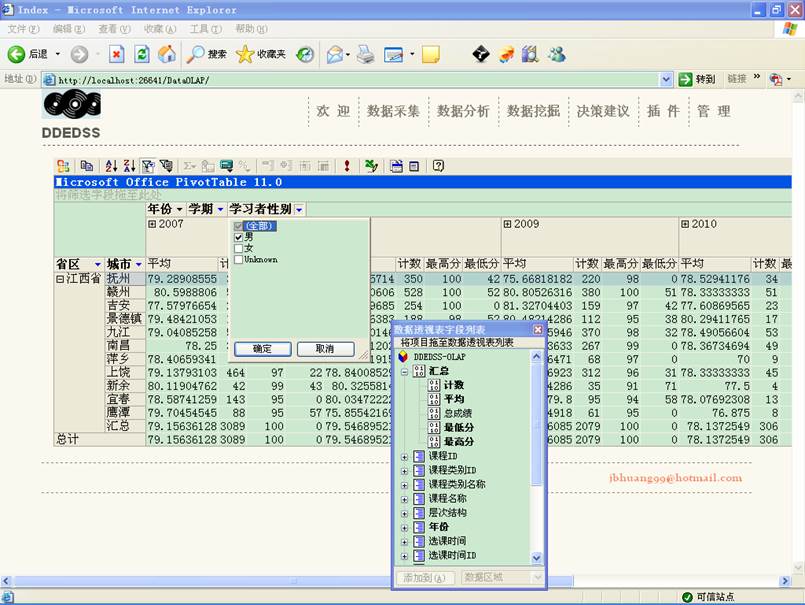 Index - Microsoft Internet Explorer
文件(F) 编辑(E) 查看(V) 收藏(A) 工具(T) 帮助(H)
后退 搜索 收藏夹
地址(D) http://localhost:26641/DataOLAP/ 转到 链接 »
DDEDSS
欢 迎 数据采集 数据分析 数据挖掘 决策建议 插 件 管 理
Microsoft Office PivotTable 11.0
将筛选字段拖至此处
年份 学期 学习者性别
2007 2009 2010
省区 城市 平均 计数 最高分 最低分 平均 计数 最高分 最低分 平均 计数 最
江西省 抚州 79.28908555 5714 350 100 42 75.66818182 220 98 0 78.52941176 34
赣州 80.5988806 0606 528 100 52 80.80526316 380 100 51 78.33333333 51
吉安 77.57976654 5685 254 100 0 81.32704403 159 97 42 77.60869565 23
景德镇 79.48421383 188 98 52 80.48214286 112 95 38 80.29411765 17
九江 79.04085258 5946 370 98 32 78.49056604 53
南昌 78.25 3633 267 99 0 78.36734694 49
萍乡 78.40659341 6471 68 97 0 70 9
上饶 79.13793103 464 97 22 78.84008529 6923 312 96 31 78.33333333 45
新余 80.11904762 42 99 43 80.3255814 4286 35 91 71 77.5 4
宜春 78.58741259 143 95 0 80.03472222 79.8 95 94 58 78.07692308 13
鹰潭 79.70454545 88 95 57 75.85542169 4918 61 95 0 76.875 8
汇总 79.15636128 3089 100 0 79.5468952 6085 2079 100 0 78.1372549 306
总计 79.15636128 3089 100 0 79.5468952 6085 2079 100 0 78.1372549 306
(全部)
男
女
Unknown
确定 取消
数据透视表字段列表
将项目拖至数据透视表列表
DDEDSS-OLAP
汇总
计数
平均
总成绩
最低分
最高分
课程ID
课程类别ID
课程类别名称
课程名称
层次结构
年份
选课时间
选课时间ID
添加到(A) 数据区域
jbhuang99@hotmail.com
可信站点